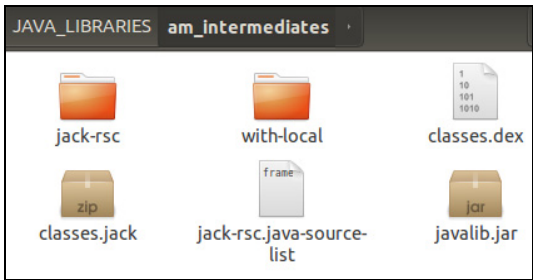 JAVA_LIBRARIES am_intermediates
1
10
101
1010
jack-rsc with-local classes.dex
frame
zip jar
classes.jack jack-rsc.java-source-list javalib.jar